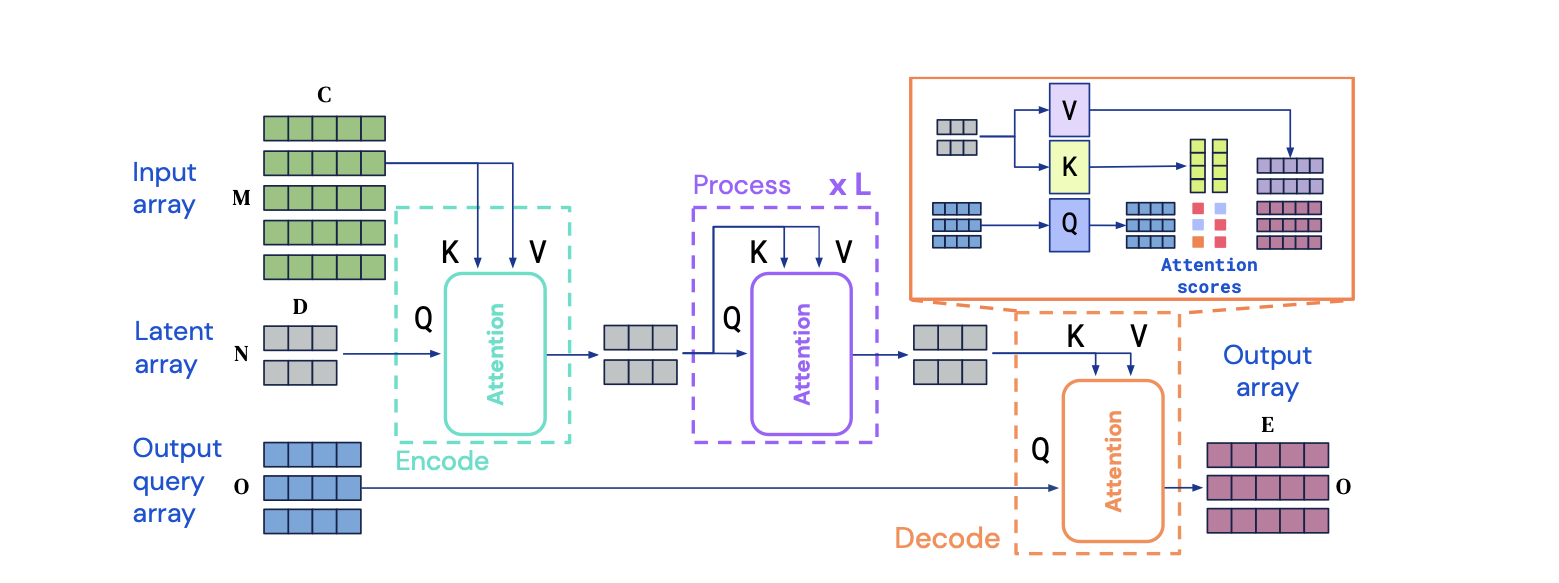 C
Input
array
M
K V
Q
Attention
Encode
D
Latent
array
N
Output
query
array
O
Process x L
K V
Q
Attention
V
K
Q
Attention
scores
K V
Q
Attention
Decode
Output
array
E
O